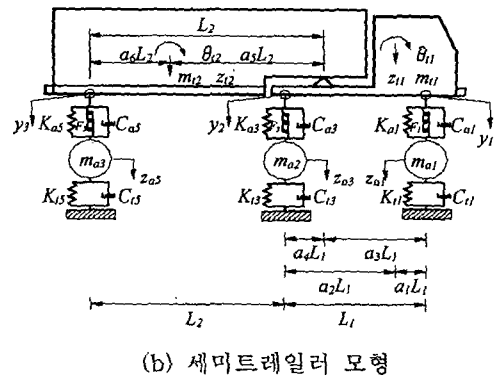 L₂
a₆L₂ θₜ₂ a₅L₂
mₜ₂ zₜ₂
θₜ₁
zₜ₁ mₜ₁
y₃ Kₐ₅ Cₐ₅ y₂ Kₐ₃ Cₐ₃ Kₐ₁ F₁ Cₐ₁ y₁
mₐ₃ mₐ₂ mₐ₁
zₐ₅ zₐ₃ zₐ₁
Kₜ₅ Cₜ₅ Kₜ₃ Cₜ₃ Kₜ₁ Cₜ₁
a₄L₁ a₃L₁
a₂L₁ a₁L₁
L₂ L₁
(b) 세미트레일러 모형